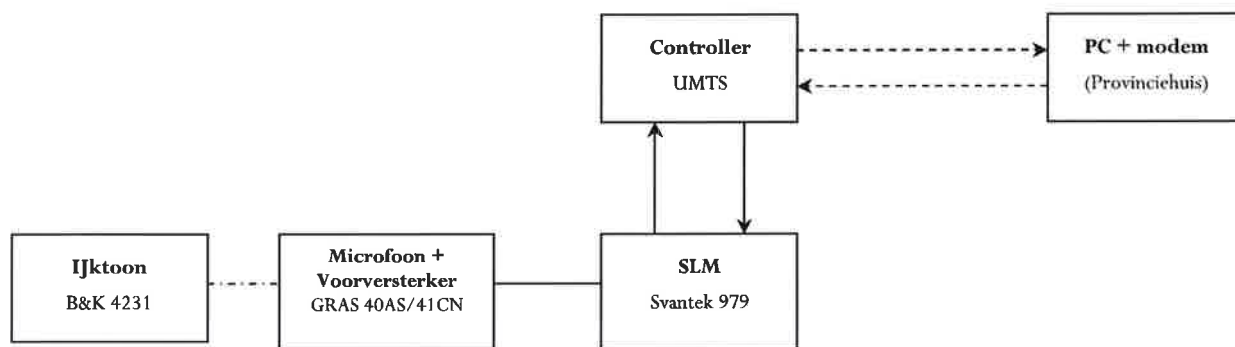 Controller
UMTS
PC + modem
(Provinciehuis)
IJktoon
B&K 4231
Microfoon +
Voorversterker
GRAS 40AS/41CN
SLM
Svantek 979